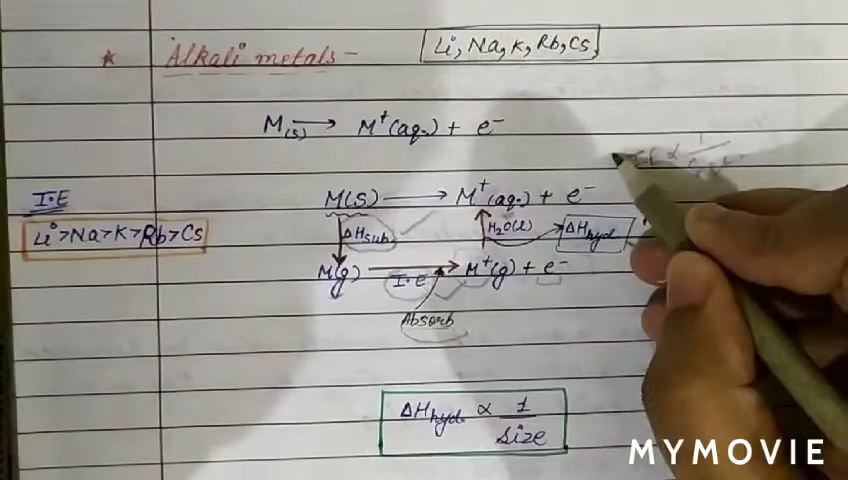 * Alkali metals-
Li, Na, K, Rb, Cs,
M(s) → M⁺(aq.) + e⁻
I.E
Li>Na>K>Rb>Cs
M(s) → M⁺(aq.) + e⁻
ΔHsub.
H₂O(l)
ΔHhyd
M(g) → M⁺(g) + e⁻
I.E
Absorb
ΔHhyd ∝ 1/size
MYMOVIE